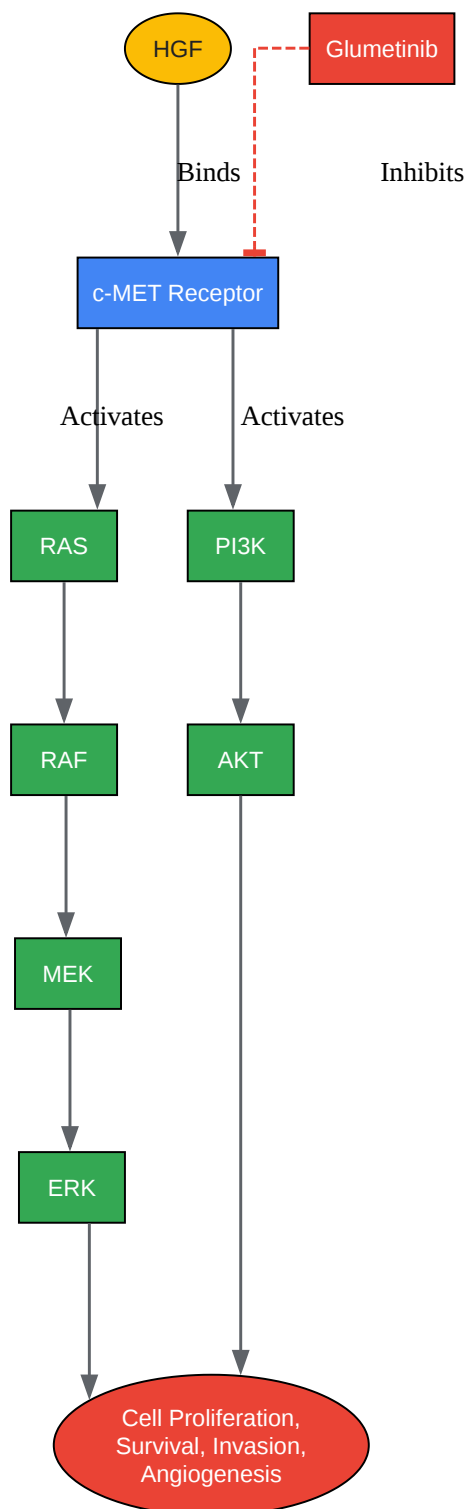 HGF
Glumetinib
Binds
Inhibits
c-MET Receptor
Activates
Activates
RAS
PI3K
RAF
AKT
MEK
ERK
Cell Proliferation,
Survival, Invasion,
Angiogenesis